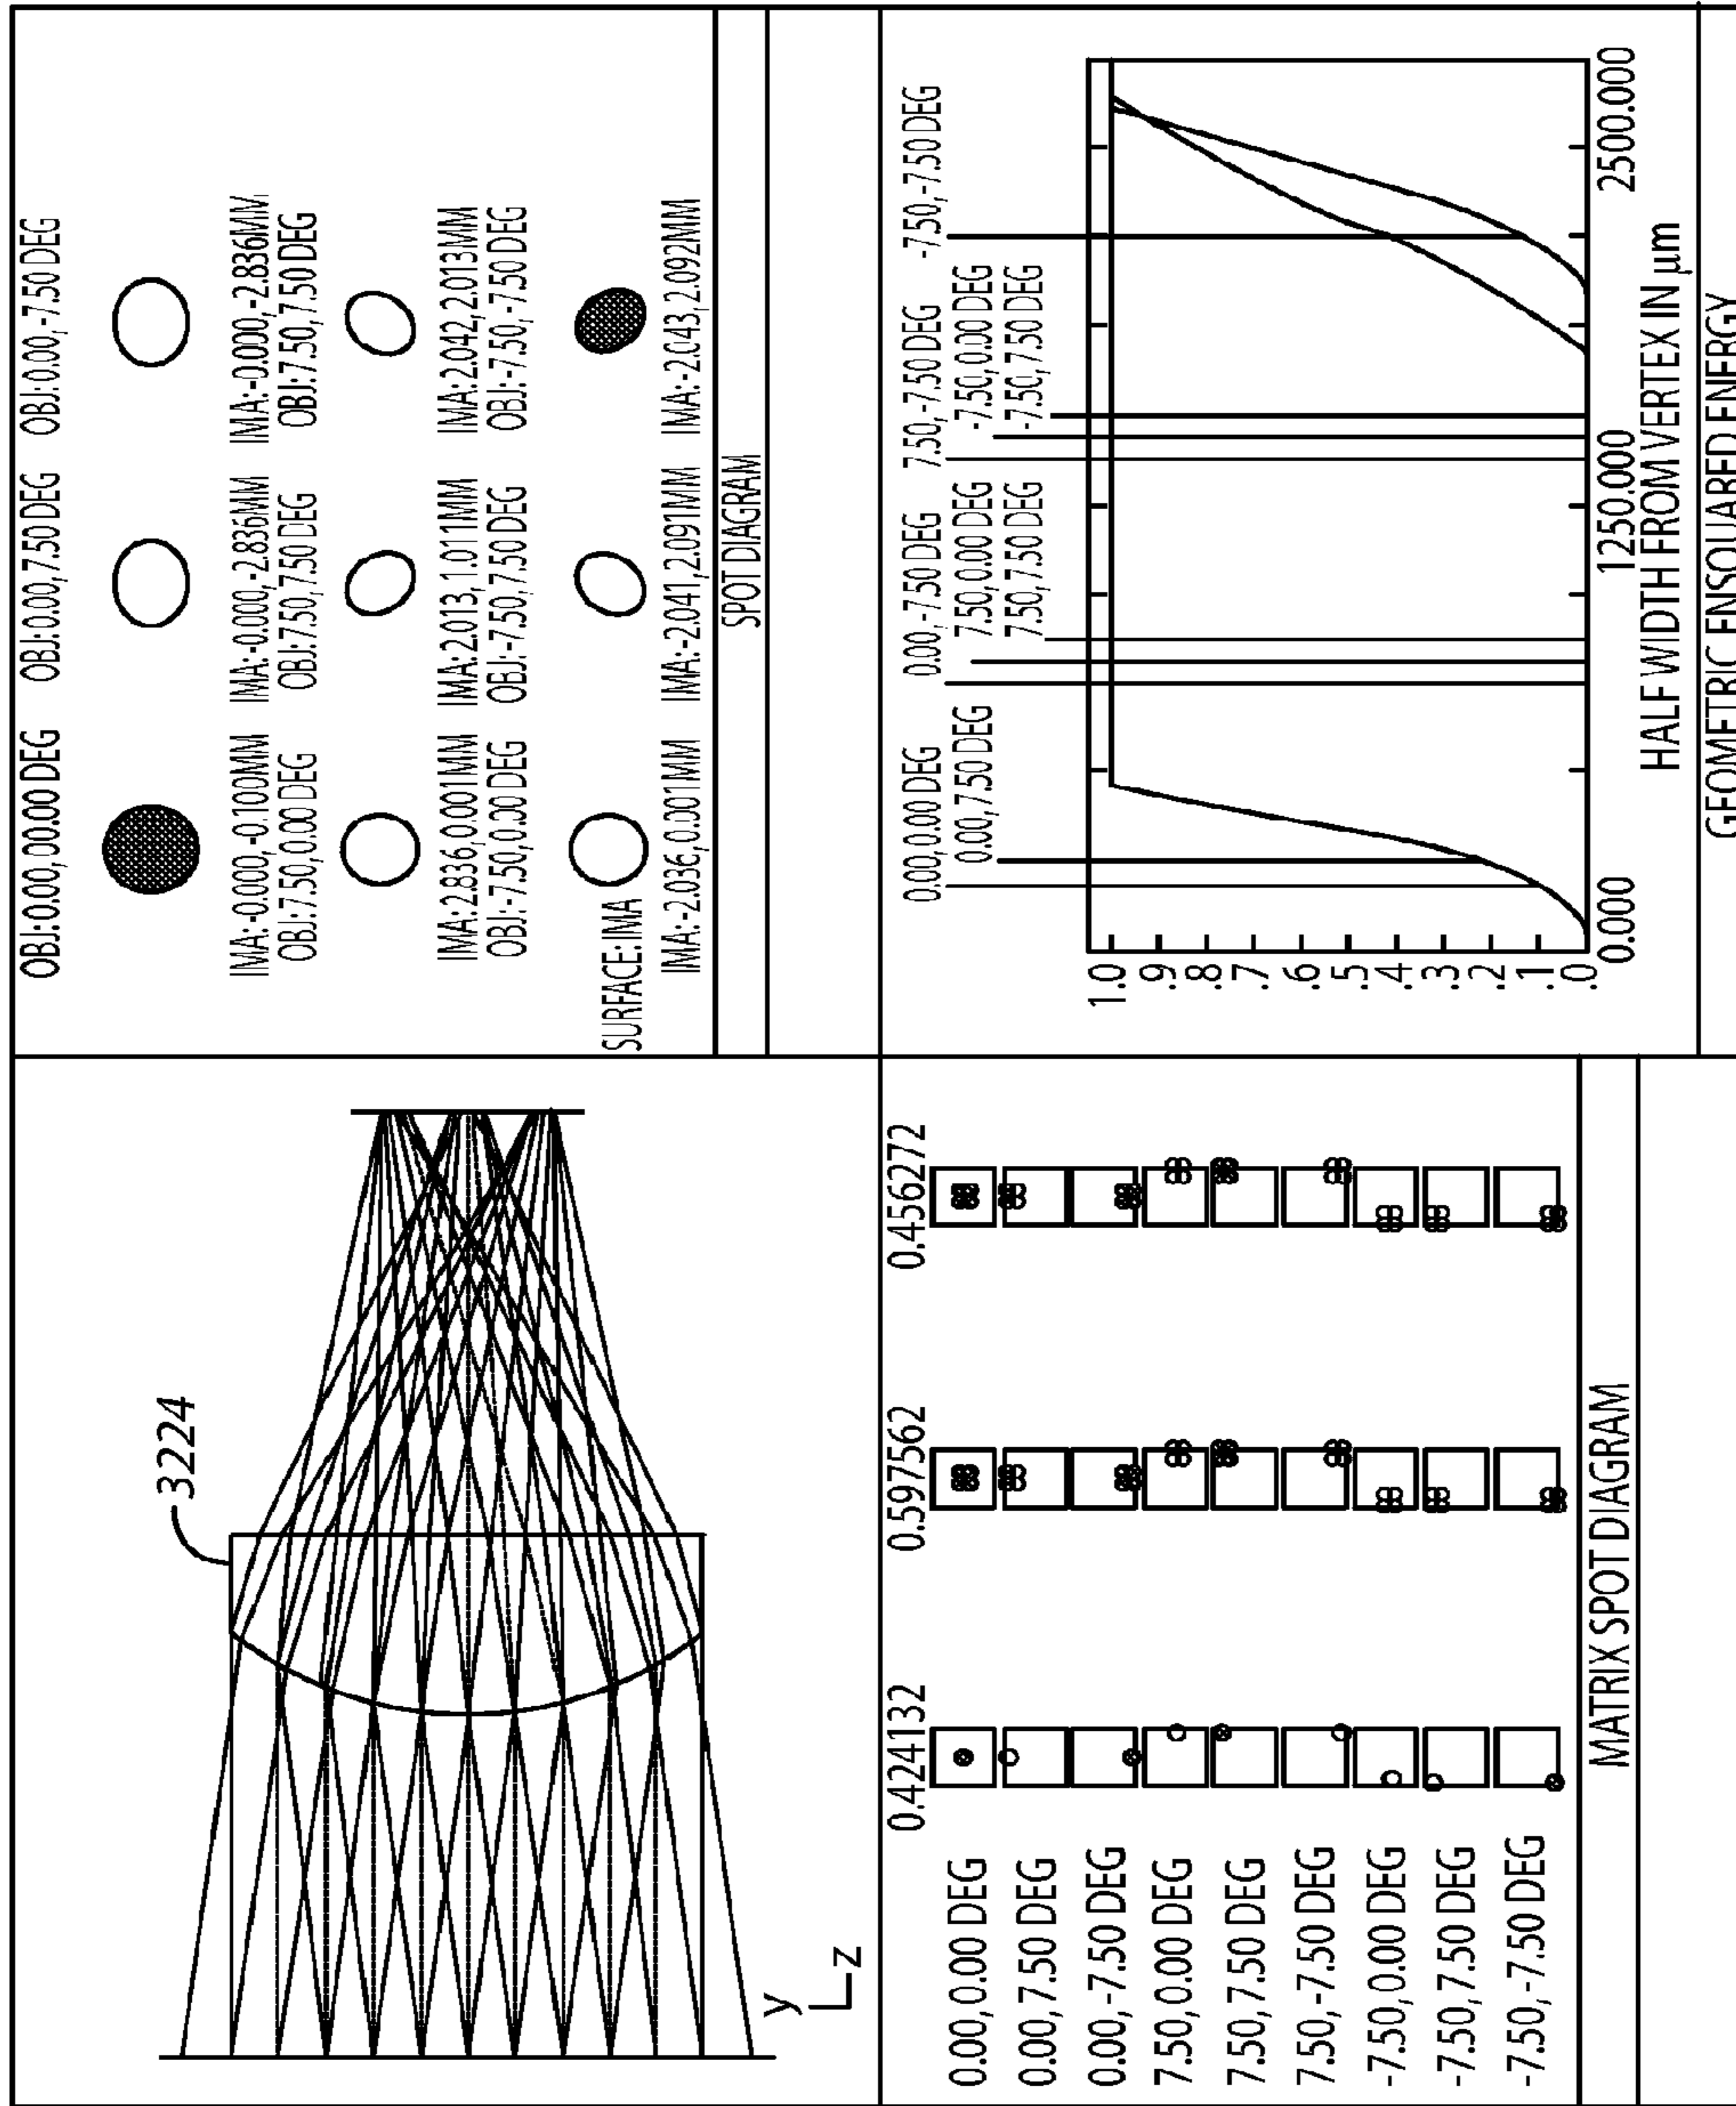 3224
y
z
OBJ:0.00,00.00 DEG OBJ:0.00,7.50 DEG OBJ:0.00,-7.50 DEG
IMA:-0.000,-0.100MM IMA:-0.000,-2.836MM IMA:-0.000,-2.836MM
OBJ:7.50,0.00 DEG OBJ:7.50,7.50 DEG OBJ:7.50,7.50 DEG
IMA:2.836,0.001MM IMA:2.013,1.011MM IMA:2.042,2.013MM
OBJ:-7.50,0.00 DEG OBJ:-7.50,7.50 DEG OBJ:-7.50,-7.50 DEG
SURFACE:IMA
IMA:-2.036,0.001MM IMA:-2.041,2.091MM IMA:-2.043,2.092MM
SPOT DIAGRAM
0.424132 0.597562 0.456272
0.00, 0.00 DEG
0.00, 7.50 DEG
0.00, -7.50 DEG
7.50, 0.00 DEG
7.50, 7.50 DEG
7.50, -7.50 DEG
-7.50, 0.00 DEG
-7.50, 7.50 DEG
-7.50, -7.50 DEG
MATRIX SPOT DIAGRAM
0.00,0.00 DEG 0.00,-7.50 DEG 7.50,-7.50 DEG -7.50,-7.50 DEG
0.00,7.50 DEG 7.50,0.00 DEG -7.50,0.00 DEG
7.50,7.50 DEG -7.50,7.50 DEG
1.0
.9
.8
.7
.6
.5
.4
.3
.2
.1
.0
0.000 1250.000 2500.000
HALF WIDTH FROM VERTEX IN µm
GEOMETRIC ENSQUARED ENERGY